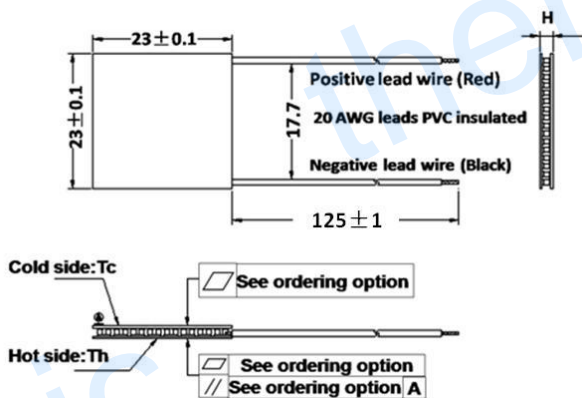 23±0.1
H
23±0.1
Positive lead wire (Red)
17.7
20 AWG leads PVC insulated
Negative lead wire (Black)
125±1
Cold side:Tc
See ordering option
Hot side:Th
See ordering option
// See ordering option A